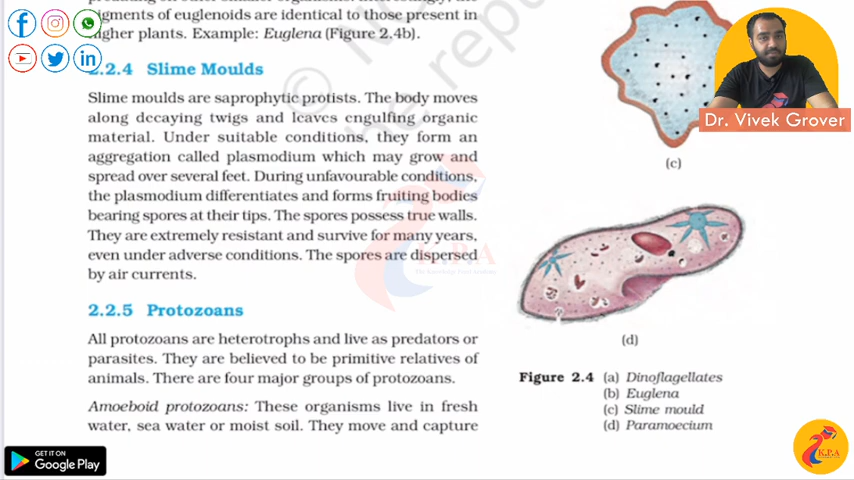 pigments of euglenoids are identical to those present in
higher plants. Example: Euglena (Figure 2.4b).
2.2.4 Slime Moulds
Slime moulds are saprophytic protists. The body moves
along decaying twigs and leaves engulfing organic
material. Under suitable conditions, they form an
aggregation called plasmodium which may grow and
spread over several feet. During unfavourable conditions,
the plasmodium differentiates and forms fruiting bodies
bearing spores at their tips. The spores possess true walls.
They are extremely resistant and survive for many years,
even under adverse conditions. The spores are dispersed
by air currents.
2.2.5 Protozoans
All protozoans are heterotrophs and live as predators or
parasites. They are believed to be primitive relatives of
animals. There are four major groups of protozoans.
Amoeboid protozoans: These organisms live in fresh
water, sea water or moist soil. They move and capture
Dr. Vivek Grover
(c)
(d)
Figure 2.4 (a) Dinoflagellates
(b) Euglena
(c) Slime mould
(d) Paramoecium
© 
he repu
K.P.A
GET IT ON
Google Play
K.P.A